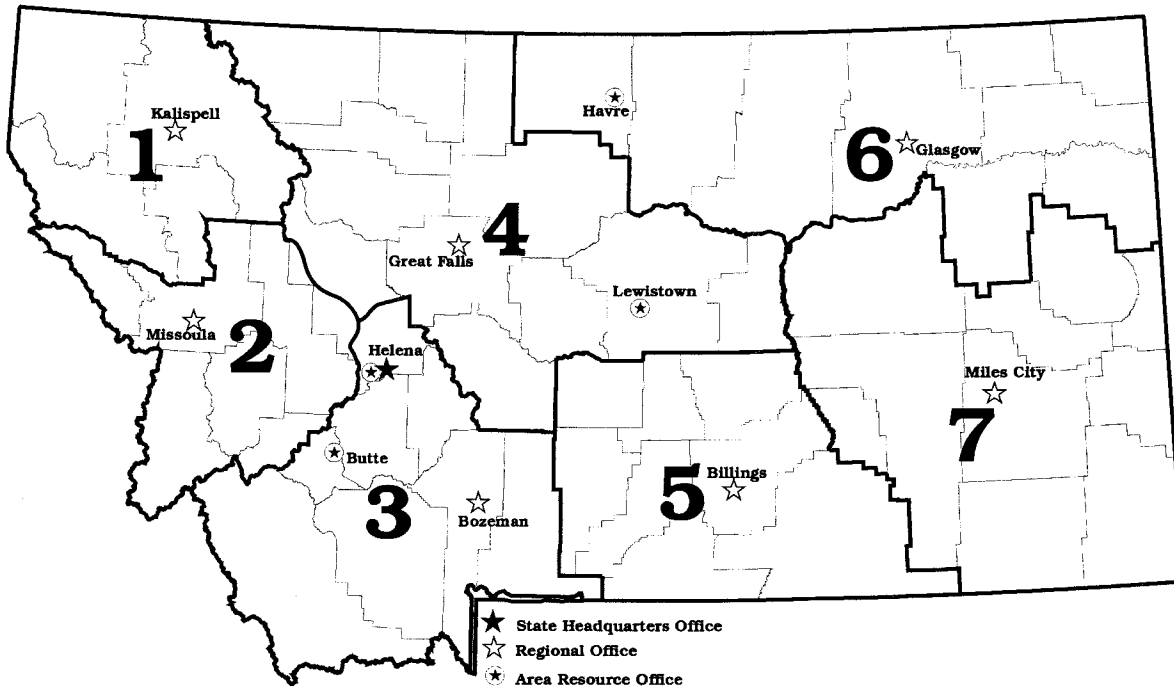 Kalispell
1
Havre
6
Glasgow
4
Great Falls
Lewistown
Missoula
2
Helena
Miles City
7
Butte
3
Bozeman
5
Billings
State Headquarters Office
Regional Office
Area Resource Office